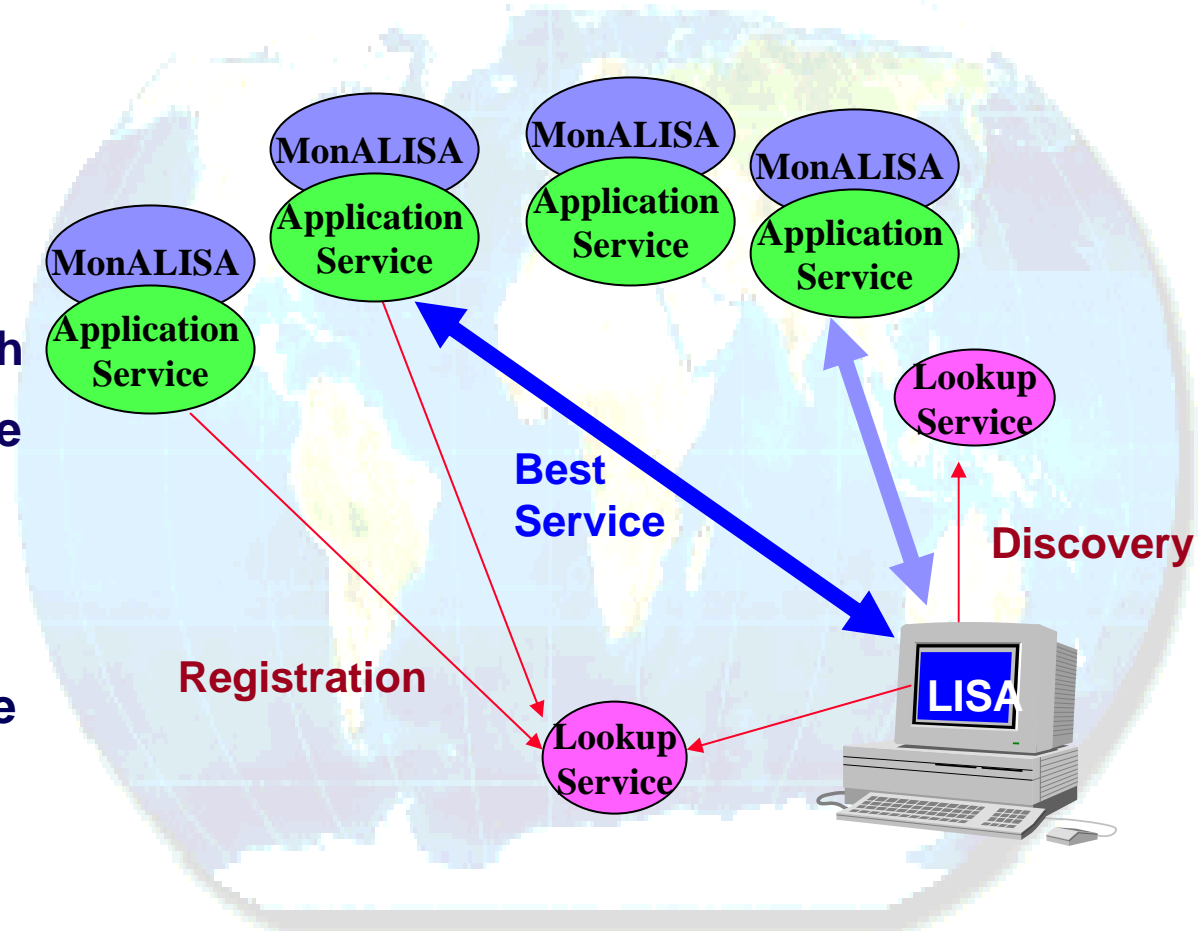 MonALISA
Application
Service
MonALISA
Application
Service
MonALISA
Application
Service
MonALISA
Application
Service
h
e
Lookup
Service
Best
Service
Discovery
Registration
e
LISA
Lookup
Service